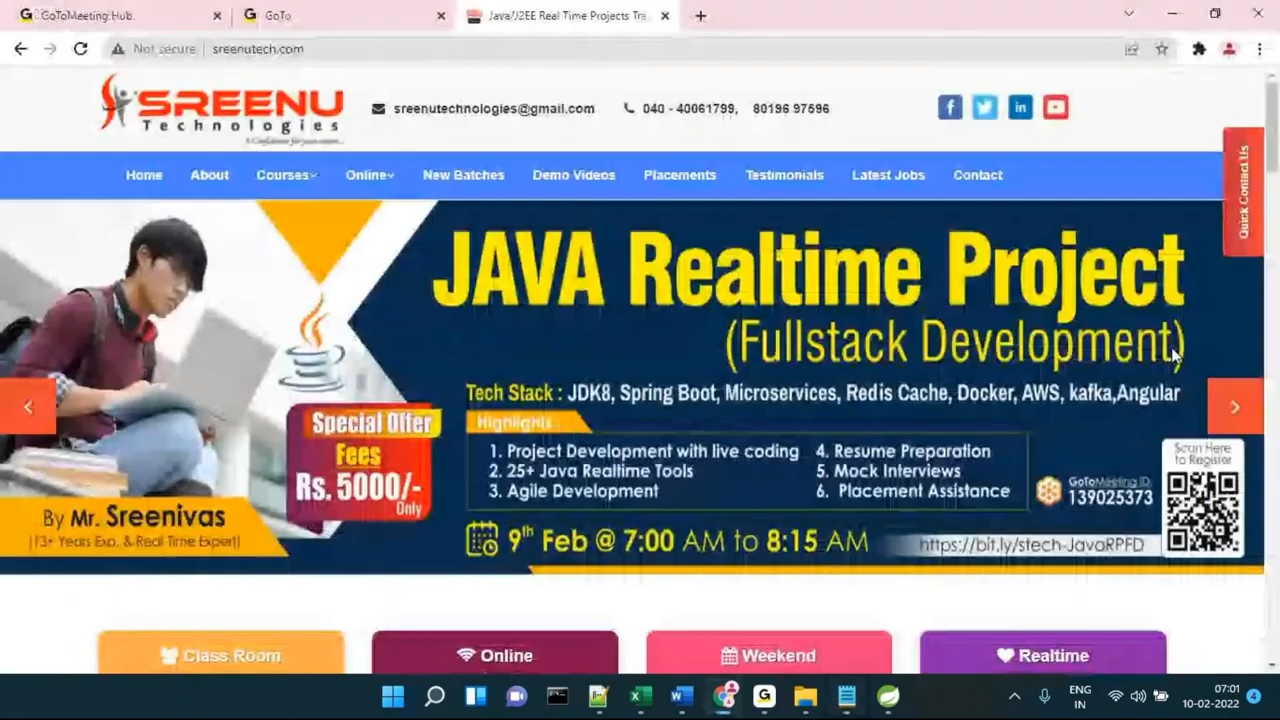 GoToMeeting Hub.
GoTo
Java/J2EE Real Time Projects Tra
Not secure
sreenutech.com
SREENU
Technologies
sreenutechnologies@gmail.com
040 - 40061799, 80196 97696
Home About Courses Online New Batches Demo Videos Placements Testimonials Latest Jobs Contact
Quick Contact Us
JAVA Realtime Project
(Fullstack Development)
Tech Stack : JDK8, Spring Boot, Microservices, Redis Cache, Docker, AWS, kafka,Angular
Highlights
Special Offer
Fees
Rs. 5000/-
Only
1. Project Development with live coding
2. 25+ Java Realtime Tools
3. Agile Development
4. Resume Preparation
5. Mock Interviews
6. Placement Assistance
GoToMeeting ID:
139025373
Scan Here
to Register
By Mr. Sreenivas
(13+ Years Exp. & Real Time Expert)
9th Feb @ 7:00 AM to 8:15 AM
https://bit.ly/stech-JavaRPFD
Class Room
Online
Weekend
Realtime
ENG
IN
07:01
10-02-2022
4